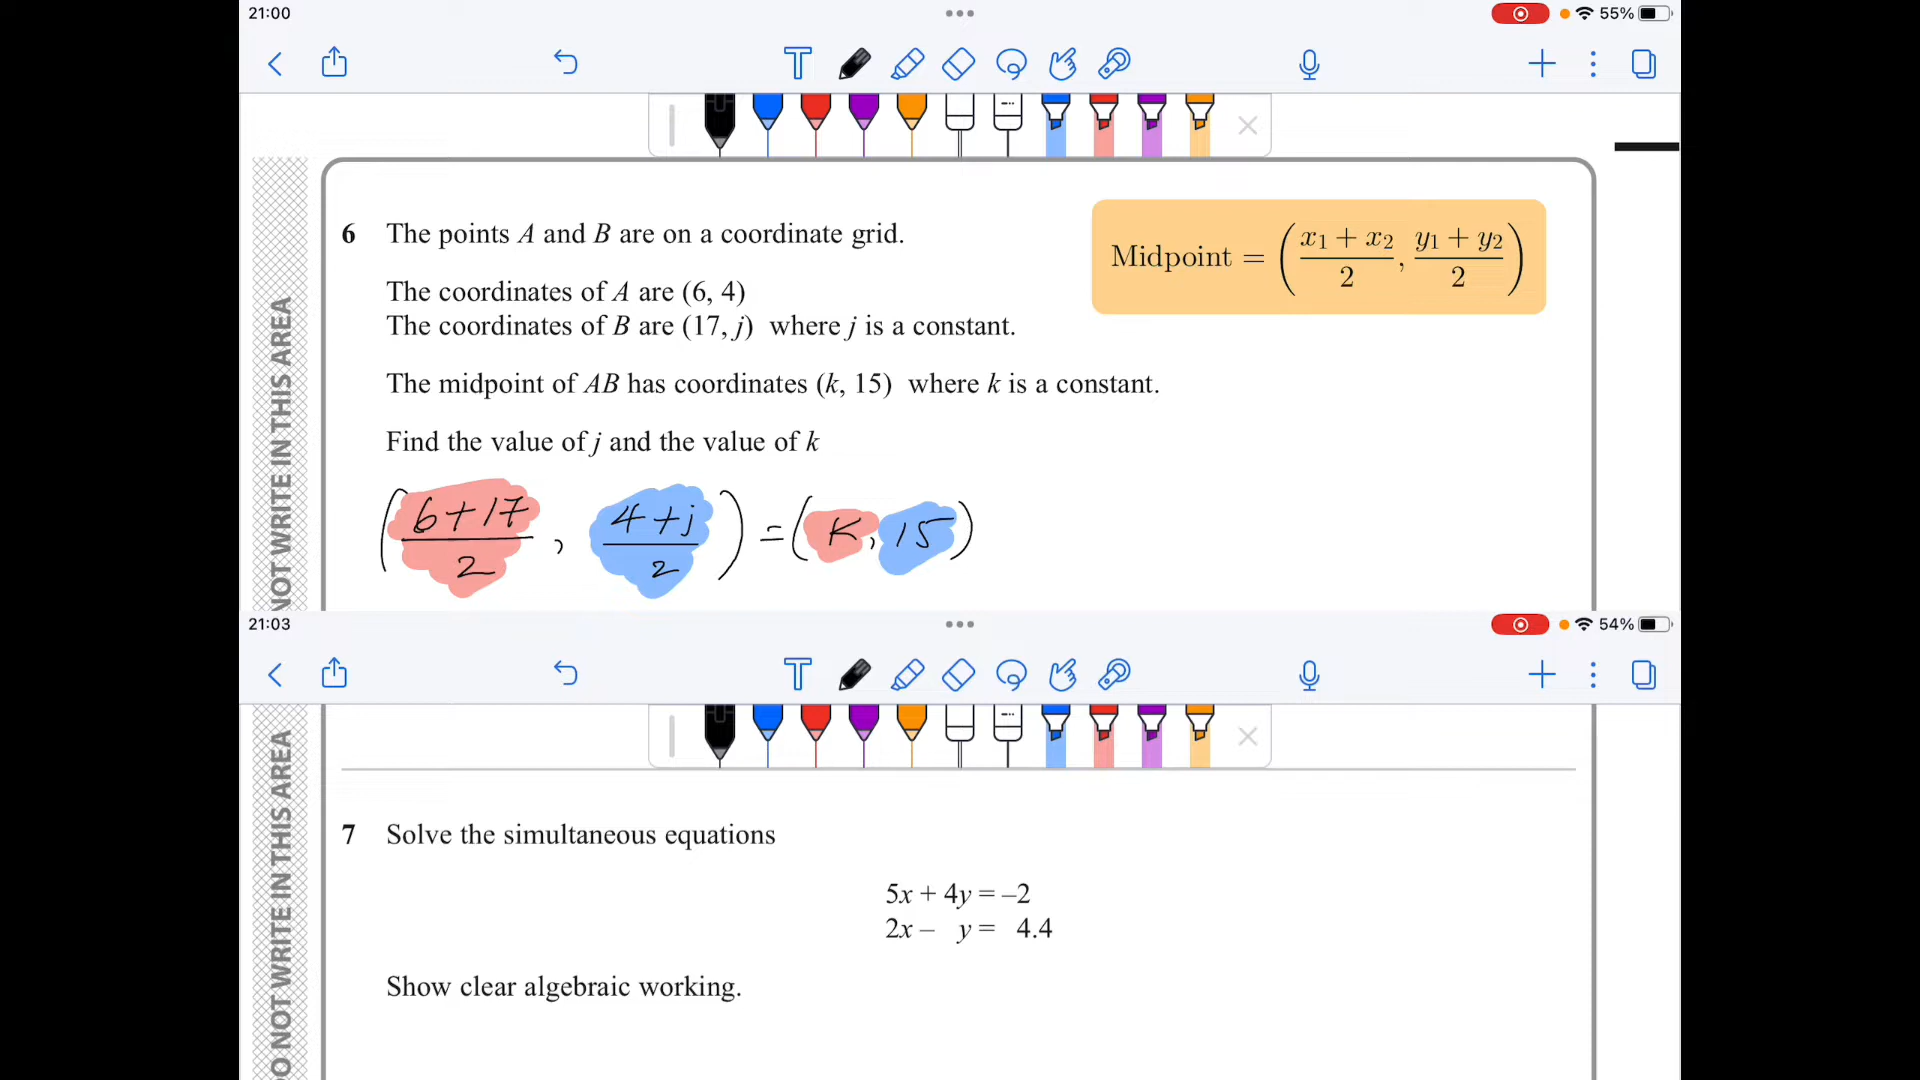 21:00
55%
NOT WRITE IN THIS AREA
6 The points A and B are on a coordinate grid.
Midpoint = ( (x₁ + x₂)/2 , (y₁ + y₂)/2 )
The coordinates of A are (6, 4)
The coordinates of B are (17, j) where j is a constant.
The midpoint of AB has coordinates (k, 15) where k is a constant.
Find the value of j and the value of k
( (6+17)/2 , (4+j)/2 ) = (k, 15)
21:03
54%
DO NOT WRITE IN THIS AREA
7 Solve the simultaneous equations
5x + 4y = –2
2x – y = 4.4
Show clear algebraic working.